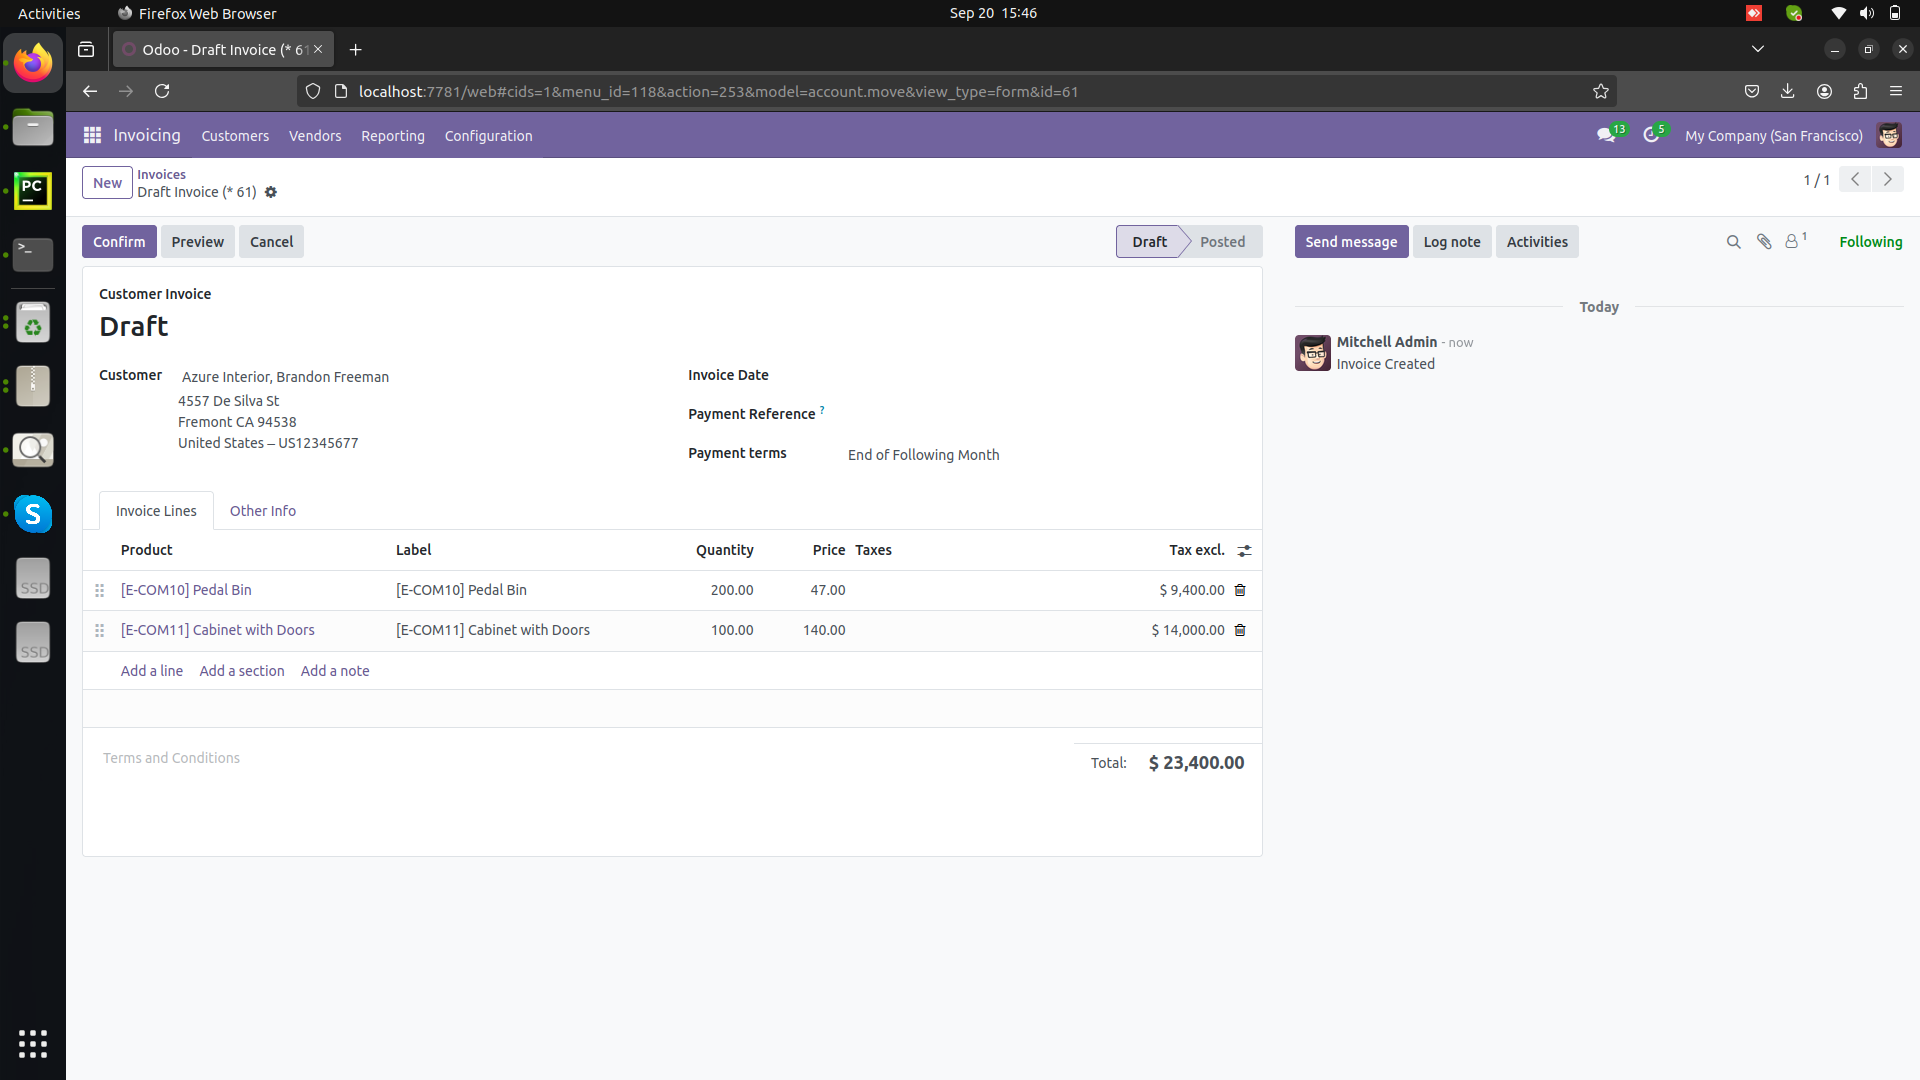 Activities
Firefox Web Browser
Sep 20 15:46
Odoo - Draft Invoice (* 61
localhost:7781/web#cids=1&menu_id=118&action=253&model=account.move&view_type=form&id=61
Invoicing Customers Vendors Reporting Configuration
13 5 My Company (San Francisco)
New Invoices
Draft Invoice (* 61)
1 / 1
Confirm Preview Cancel Draft Posted
Send message Log note Activities 1 Following
Customer Invoice
Draft
Today
Mitchell Admin - now
Invoice Created
Customer Azure Interior, Brandon Freeman
4557 De Silva St
Fremont CA 94538
United States – US12345677
Invoice Date
Payment Reference ?
Payment terms End of Following Month
Invoice Lines Other Info
Product Label Quantity Price Taxes Tax excl.
[E-COM10] Pedal Bin [E-COM10] Pedal Bin 200.00 47.00 $ 9,400.00
[E-COM11] Cabinet with Doors [E-COM11] Cabinet with Doors 100.00 140.00 $ 14,000.00
Add a line Add a section Add a note
Terms and Conditions
Total: $ 23,400.00
PC
>_
S
SSD
SSD